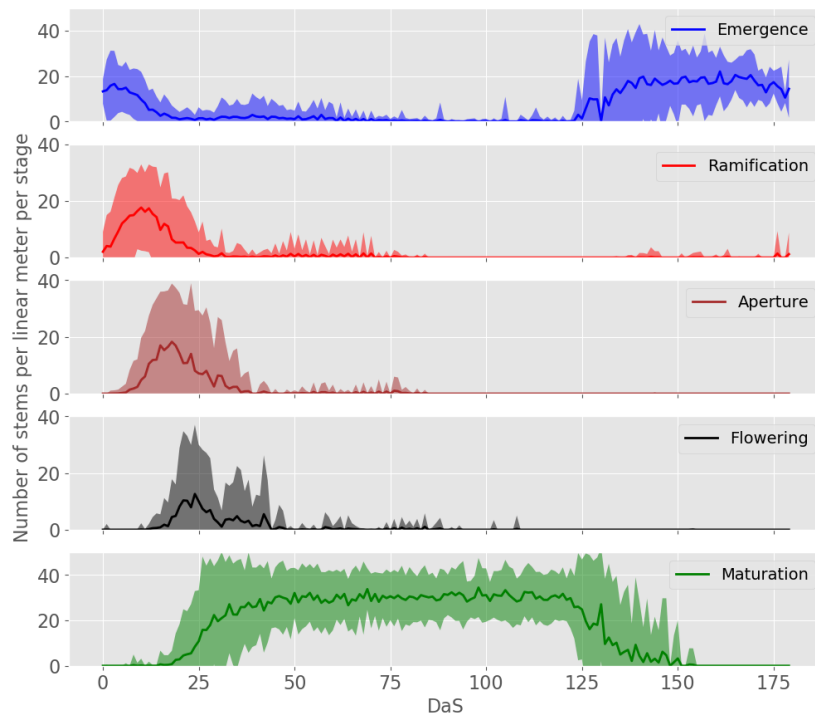 Number of stems per linear meter per stage
40
20
0
Emergence
40
20
0
Ramification
40
20
0
Aperture
40
20
0
Flowering
40
20
0
Maturation
0 25 50 75 100 125 150 175
DaS